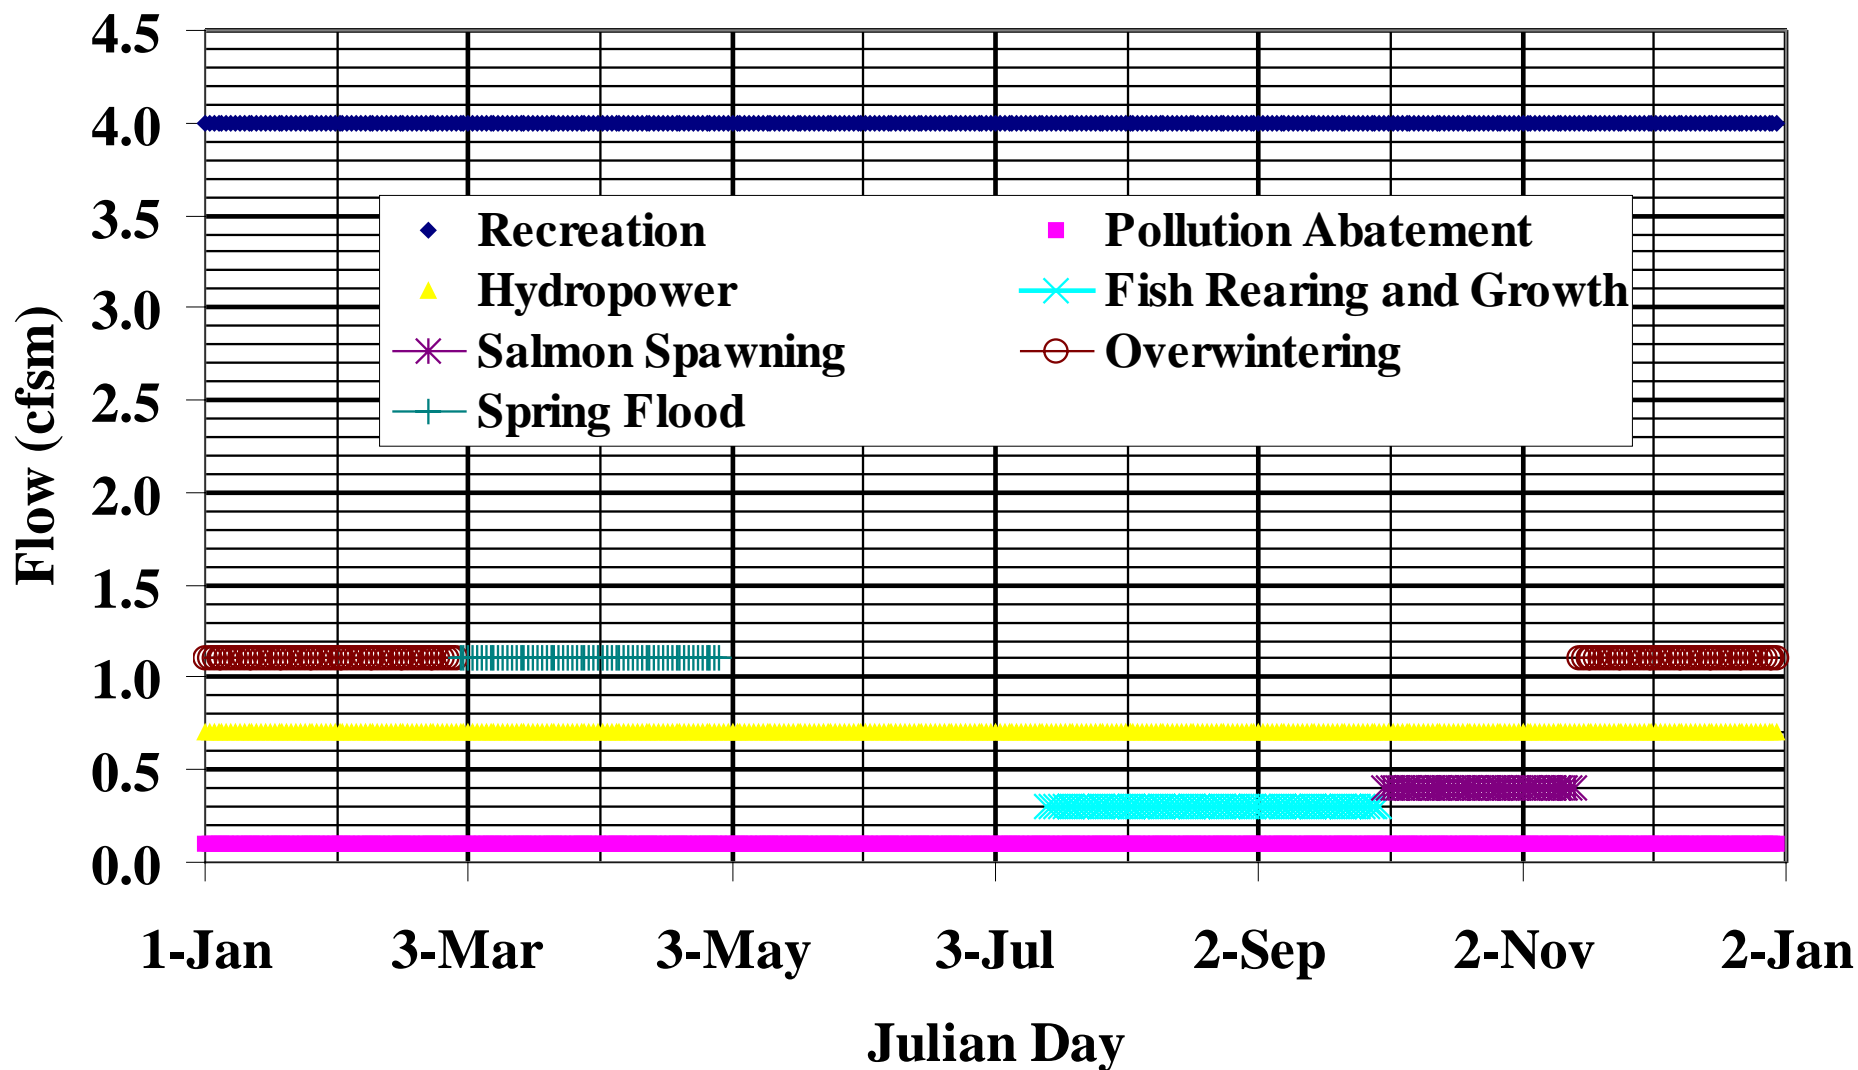 4.5
4.0
3.5
3.0
2.5
2.0
1.5
1.0
0.5
0.0
Flow (cfsm)
Recreation
Pollution Abatement
Hydropower
Fish Rearing and Growth
Salmon Spawning
Overwintering
Spring Flood
1-Jan 3-Mar 3-May 3-Jul 2-Sep 2-Nov 2-Jan
Julian Day